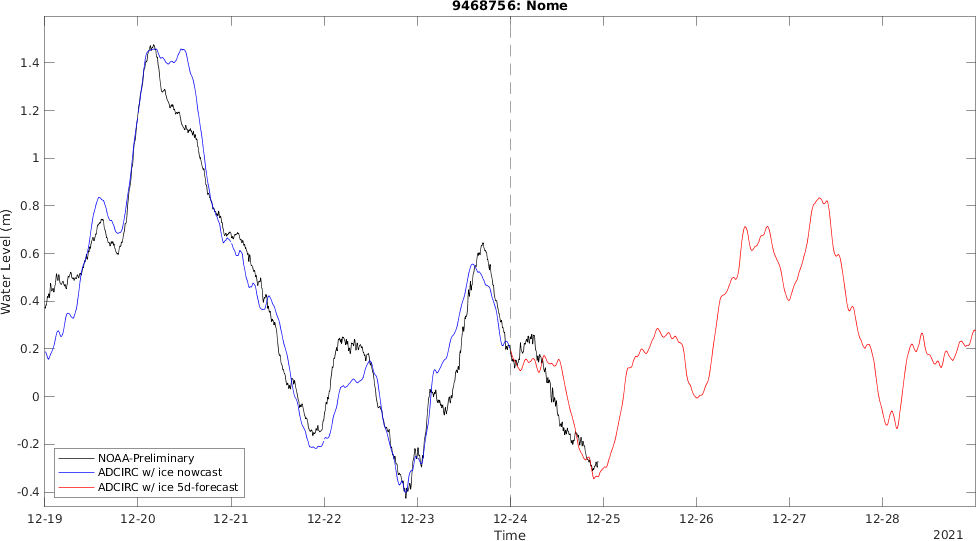 9468756: Nome
Water Level (m)
1.4
1.2
1
0.8
0.6
0.4
0.2
0
-0.2
-0.4
NOAA-Preliminary
ADCIRC w/ ice nowcast
ADCIRC w/ ice 5d-forecast
12-19 12-20 12-21 12-22 12-23 12-24 12-25 12-26 12-27 12-28
Time
2021